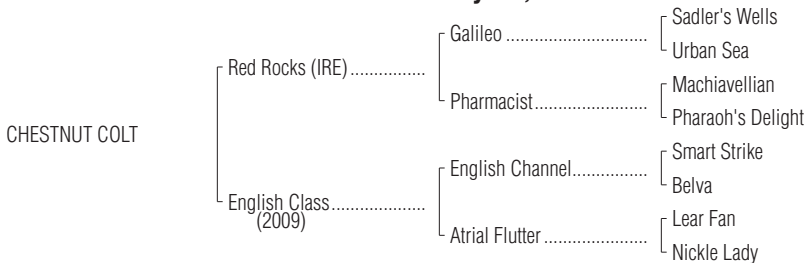 Sadler's Wells
Galileo ..............................
Urban Sea
Red Rocks (IRE)................
Machiavellian
Pharmacist........................
Pharaoh's Delight
CHESTNUT COLT
Smart Strike
English Channel................
Belva
English Class....................
(2009)
Lear Fan
Atrial Flutter ......................
Nickle Lady